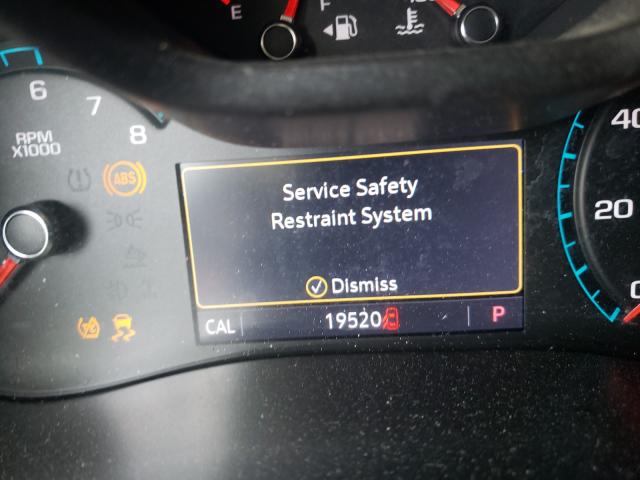 E
F
6
7
8
RPM
X1000
ABS
Service Safety
Restraint System
Dismiss
CAL
19520
P
40
20
0